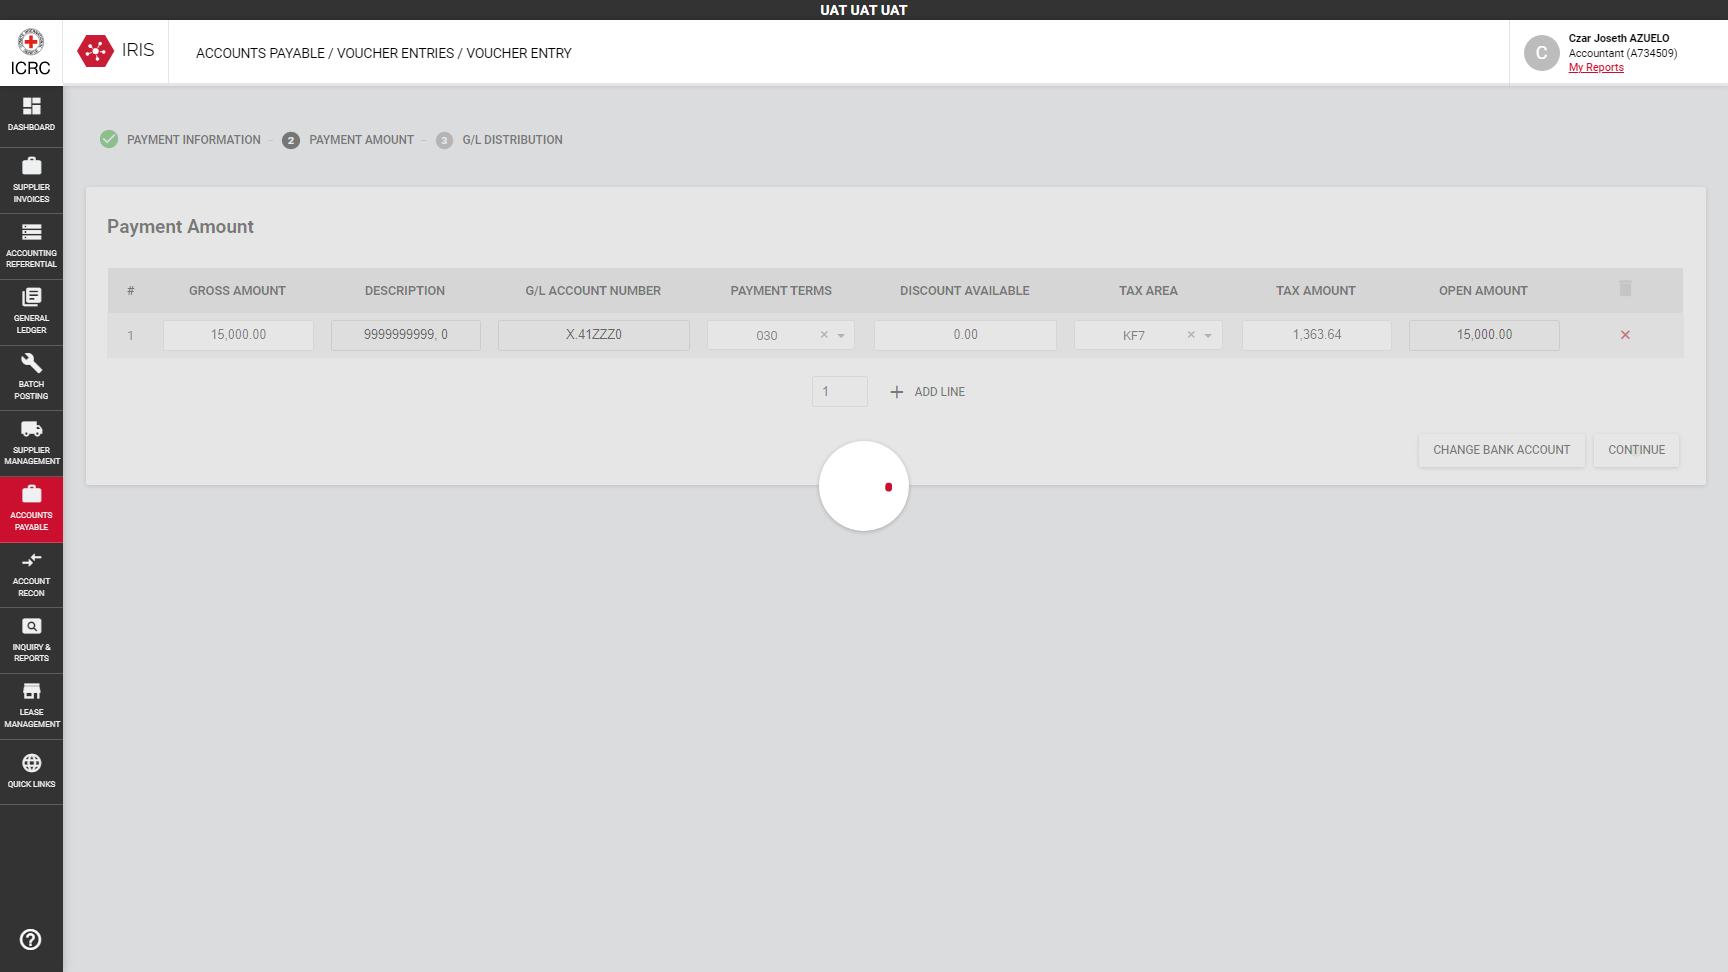 UAT UAT UAT
ICRC
IRIS
ACCOUNTS PAYABLE / VOUCHER ENTRIES / VOUCHER ENTRY
C
Czar Joseth AZUELO
Accountant (A734509)
My Reports
DASHBOARD
SUPPLIER
INVOICES
ACCOUNTING
REFERENTIAL
GENERAL
LEDGER
BATCH
POSTING
SUPPLIER
MANAGEMENT
ACCOUNTS
PAYABLE
ACCOUNT
RECON
INQUIRY &
REPORTS
LEASE
MANAGEMENT
QUICK LINKS
PAYMENT INFORMATION - 2 PAYMENT AMOUNT - 3 G/L DISTRIBUTION
Payment Amount
# GROSS AMOUNT DESCRIPTION G/L ACCOUNT NUMBER PAYMENT TERMS DISCOUNT AVAILABLE TAX AREA TAX AMOUNT OPEN AMOUNT
1 15,000.00 9999999999, 0 X.41ZZZ0 030 0.00 KF7 1,363.64 15,000.00
1 ADD LINE
CHANGE BANK ACCOUNT CONTINUE